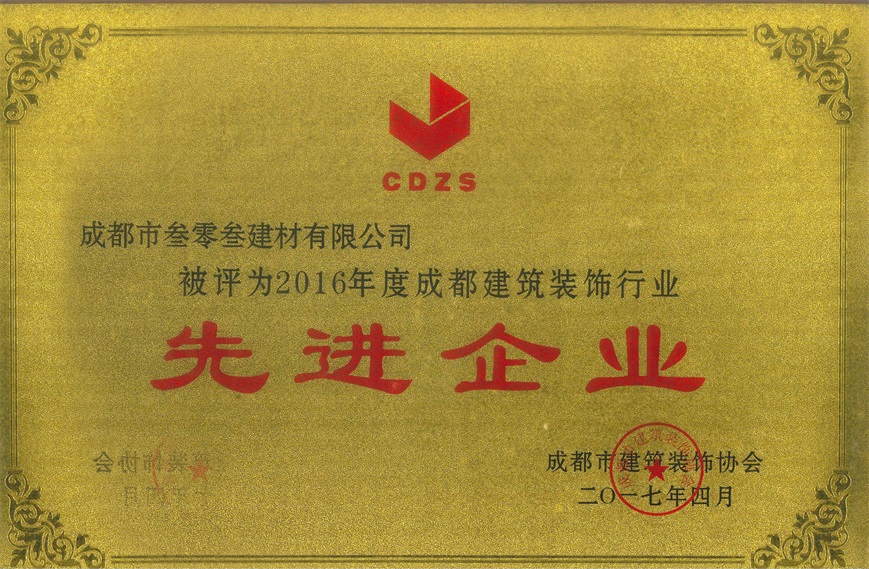 CDZS
成都市叁零叁建材有限公司
被评为2016年度成都建筑装饰行业
先进企业
成都市建筑装饰协会
二〇一七年四月